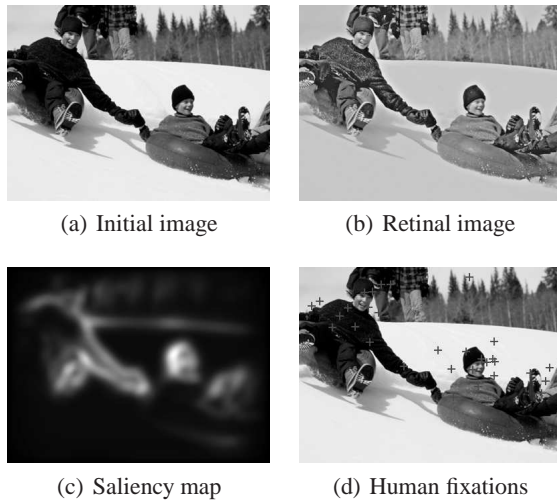 (a) Initial image
(b) Retinal image
(c) Saliency map
(d) Human fixations